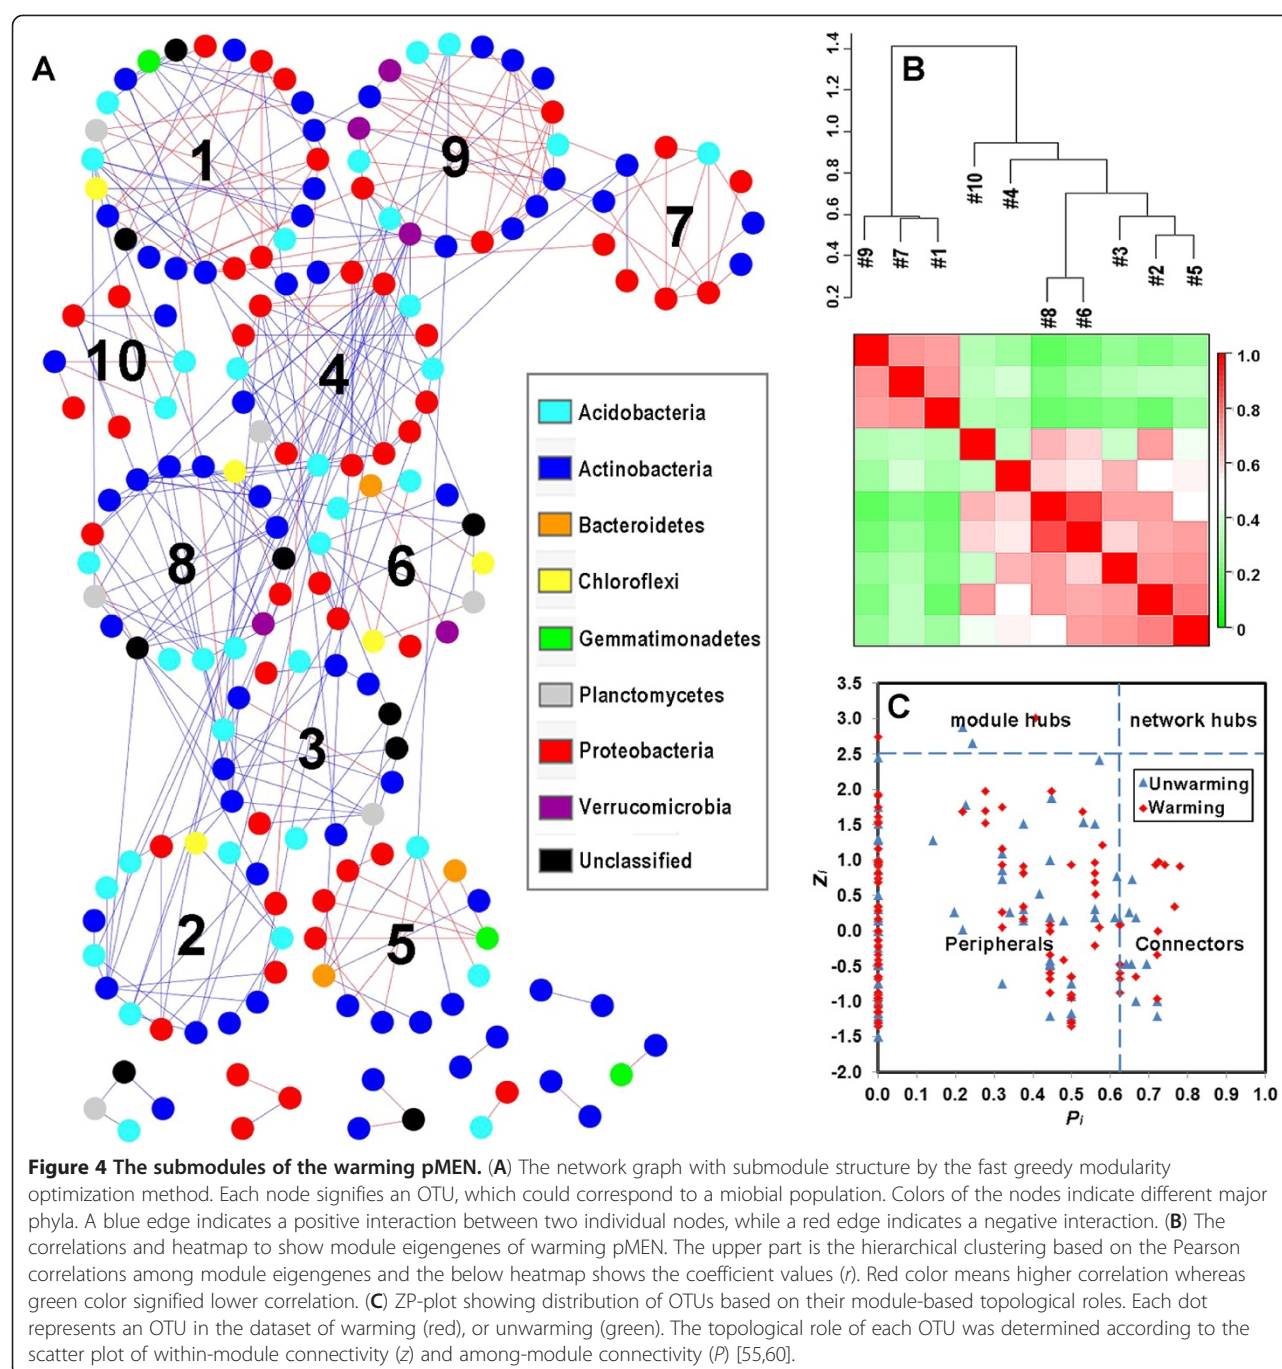 A
1
9
7
10
4
8
6
3
2
5
Acidobacteria
Actinobacteria
Bacteroidetes
Chloroflexi
Gemmatimonadetes
Planctomycetes
Proteobacteria
Verrucomicrobia
Unclassified
B
1.4
1.2
1.0
0.8
0.6
0.4
0.2
#9
#7
#1
#10
#4
#8
#6
#3
#2
#5
1.0
0.8
0.6
0.4
0.2
0
C
module hubs
network hubs
Unwarming
Warming
Peripherals
Connectors
3.5
3.0
2.5
2.0
1.5
1.0
0.5
0.0
-0.5
-1.0
-1.5
-2.0
Zi
0.0 0.1 0.2 0.3 0.4 0.5 0.6 0.7 0.8 0.9 1.0
Pi
Figure 4 The submodules of the warming pMEN. (A) The network graph with submodule structure by the fast greedy modularity
optimization method. Each node signifies an OTU, which could correspond to a miobial population. Colors of the nodes indicate different major
phyla. A blue edge indicates a positive interaction between two individual nodes, while a red edge indicates a negative interaction. (B) The
correlations and heatmap to show module eigengenes of warming pMEN. The upper part is the hierarchical clustering based on the Pearson
correlations among module eigengenes and the below heatmap shows the coefficient values (r). Red color means higher correlation whereas
green color signified lower correlation. (C) ZP-plot showing distribution of OTUs based on their module-based topological roles. Each dot
represents an OTU in the dataset of warming (red), or unwarming (green). The topological role of each OTU was determined according to the
scatter plot of within-module connectivity (z) and among-module connectivity (P) [55,60].